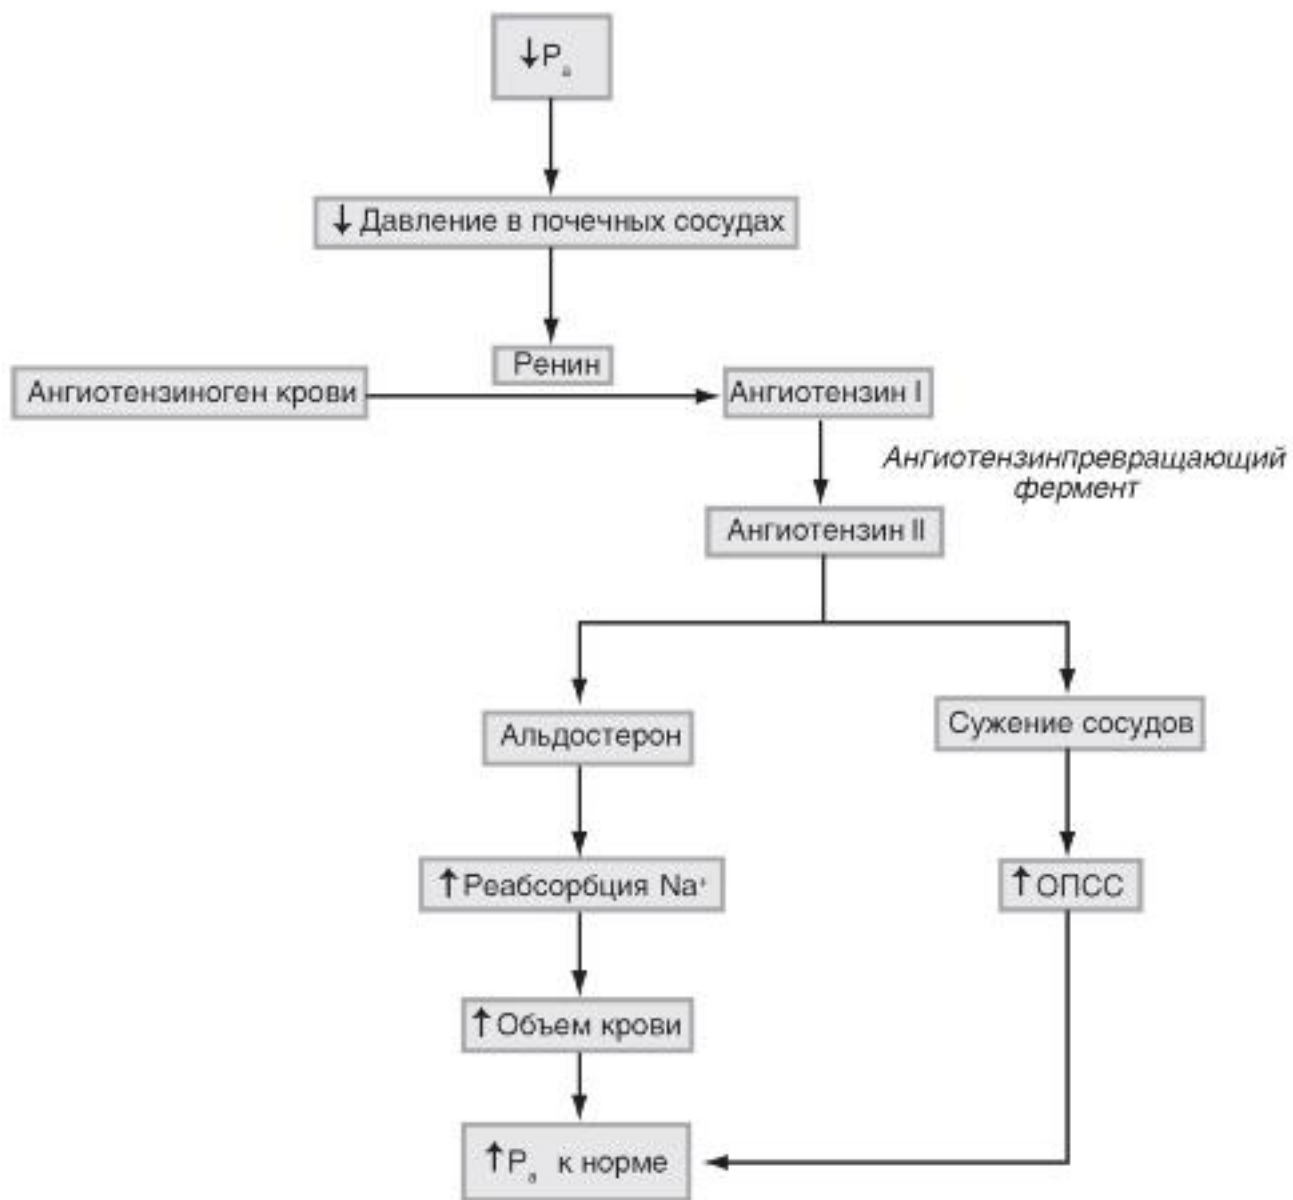 ↓Pₐ
↓ Давление в почечных сосудах
Ренин
Ангиотензиноген крови
Ангиотензин I
Ангиотензинпревращающий
фермент
Ангиотензин II
Альдостерон
Сужение сосудов
↑Реабсорбция Na⁺
↑ОПСС
↑Объем крови
↑Pₐ к норме